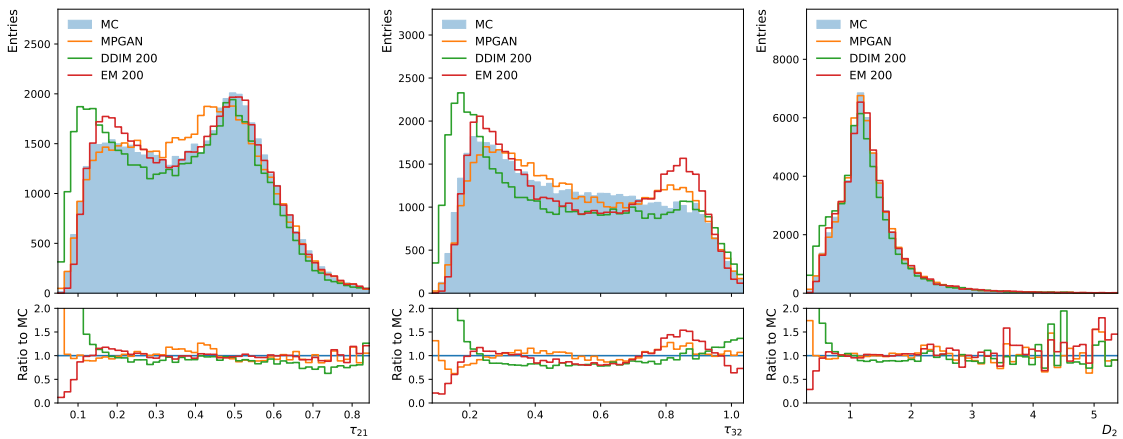 Entries
MC
MPGAN
DDIM 200
EM 200
2500
2000
1500
1000
500
0
Ratio to MC
2.0
1.5
1.0
0.5
0.0
0.1 0.2 0.3 0.4 0.5 0.6 0.7 0.8
τ21
Entries
MC
MPGAN
DDIM 200
EM 200
3000
2500
2000
1500
1000
500
0
Ratio to MC
2.0
1.5
1.0
0.5
0.0
0.2 0.4 0.6 0.8 1.0
τ32
Entries
MC
MPGAN
DDIM 200
EM 200
8000
6000
4000
2000
0
Ratio to MC
2.0
1.5
1.0
0.5
0.0
1 2 3 4 5
D2